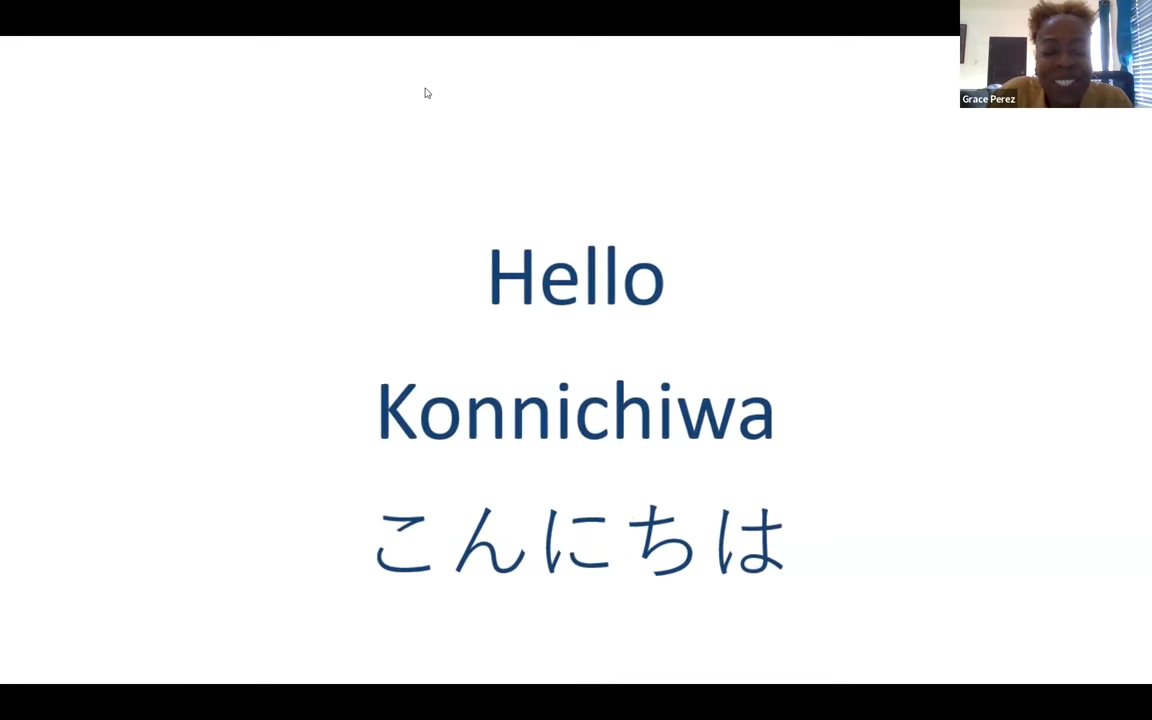 Grace Perez
Hello
Konnichiwa
こんにちは